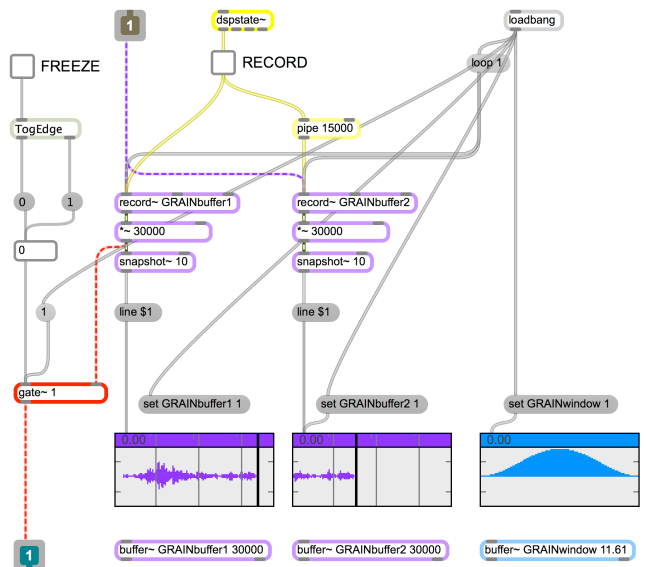 1
dspstate~
loadbang
FREEZE
RECORD
loop 1
TogEdge
pipe 15000
0
1
record~ GRAINbuffer1
record~ GRAINbuffer2
*~ 30000
*~ 30000
0
snapshot~ 10
snapshot~ 10
1
line $1
line $1
gate~ 1
set GRAINbuffer1 1
set GRAINbuffer2 1
set GRAINwindow 1
0.00
0.00
0.00
1
buffer~ GRAINbuffer1 30000
buffer~ GRAINbuffer2 30000
buffer~ GRAINwindow 11.61